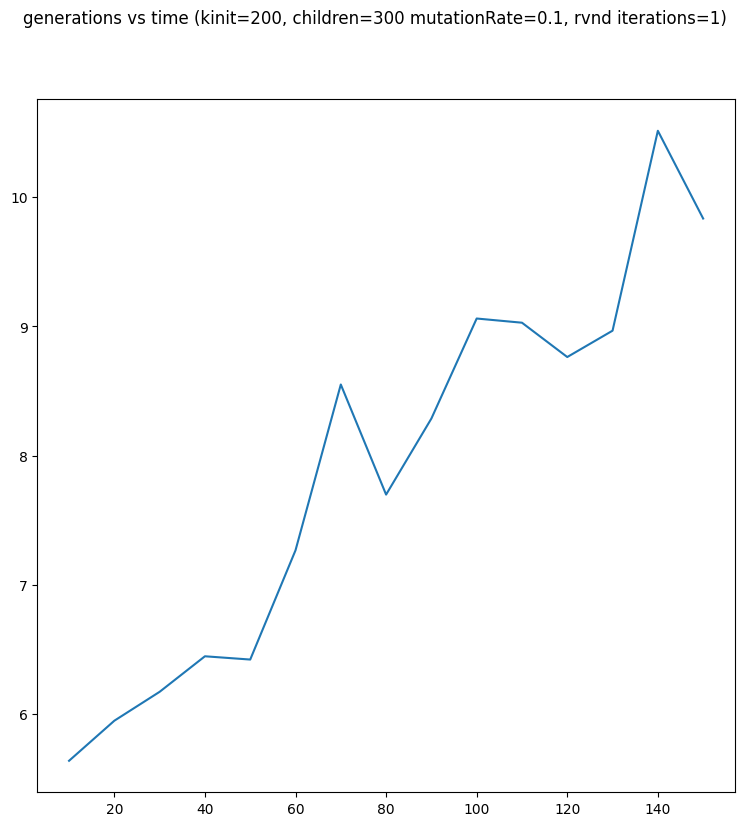 generations vs time (kinit=200, children=300 mutationRate=0.1, rvnd iterations=1)
10
9
8
7
6
20 40 60 80 100 120 140